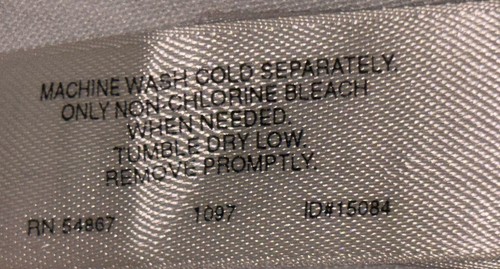 MACHINE WASH COLD SEPARATELY.
ONLY NON-CHLORINE BLEACH
WHEN NEEDED.
TUMBLE DRY LOW.
REMOVE PROMPTLY.
RN 54867 1097 ID#15084